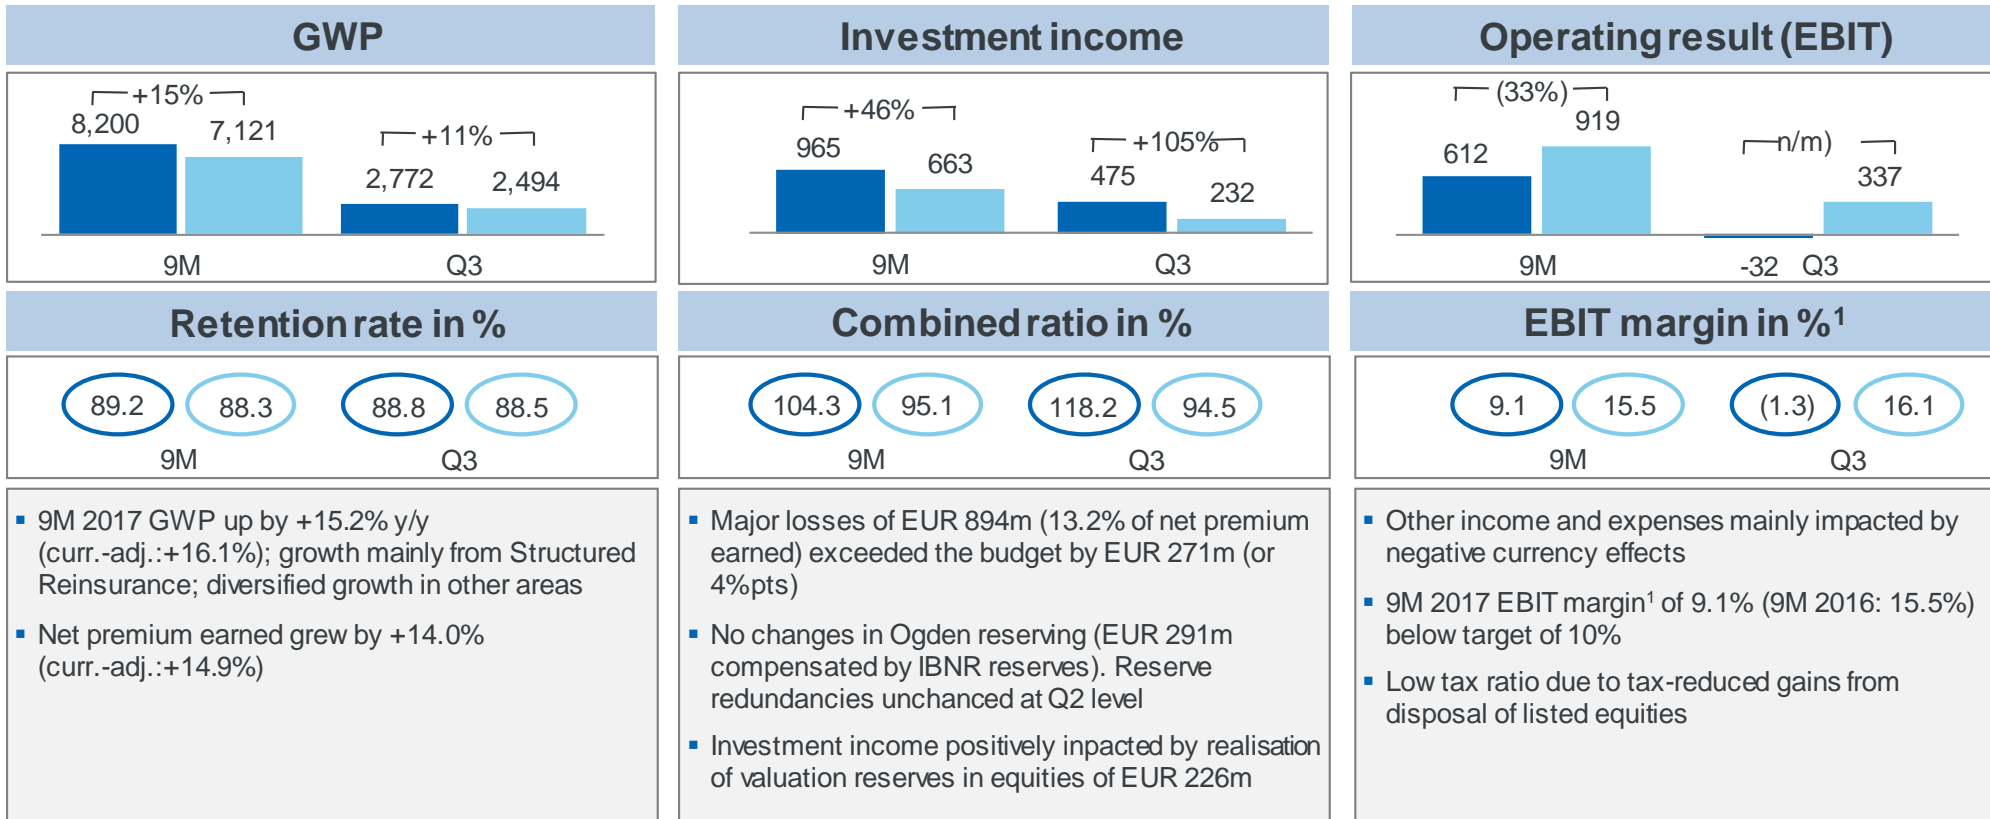 GWP
+15%
8,200
7,121
+11%
2,772
2,494
9M
Q3
Investment income
+46%
965
663
+105%
475
232
9M
Q3
Operating result (EBIT)
(33%)
919
612
n/m)
337
9M
-32 Q3
Retention rate in %
89.2
88.3
88.8
88.5
9M
Q3
Combined ratio in %
104.3
95.1
118.2
94.5
9M
Q3
EBIT margin in %¹
9.1
15.5
(1.3)
16.1
9M
Q3
▪ 9M 2017 GWP up by +15.2% y/y
(curr.-adj.:+16.1%); growth mainly from Structured
Reinsurance; diversified growth in other areas
▪ Net premium earned grew by +14.0%
(curr.-adj.:+14.9%)
▪ Major losses of EUR 894m (13.2% of net premium
earned) exceeded the budget by EUR 271m (or
4%pts)
▪ No changes in Ogden reserving (EUR 291m
compensated by IBNR reserves). Reserve
redundancies unchanced at Q2 level
▪ Investment income positively inpacted by realisation
of valuation reserves in equities of EUR 226m
▪ Other income and expenses mainly impacted by
negative currency effects
▪ 9M 2017 EBIT margin¹ of 9.1% (9M 2016: 15.5%)
below target of 10%
▪ Low tax ratio due to tax-reduced gains from
disposal of listed equities